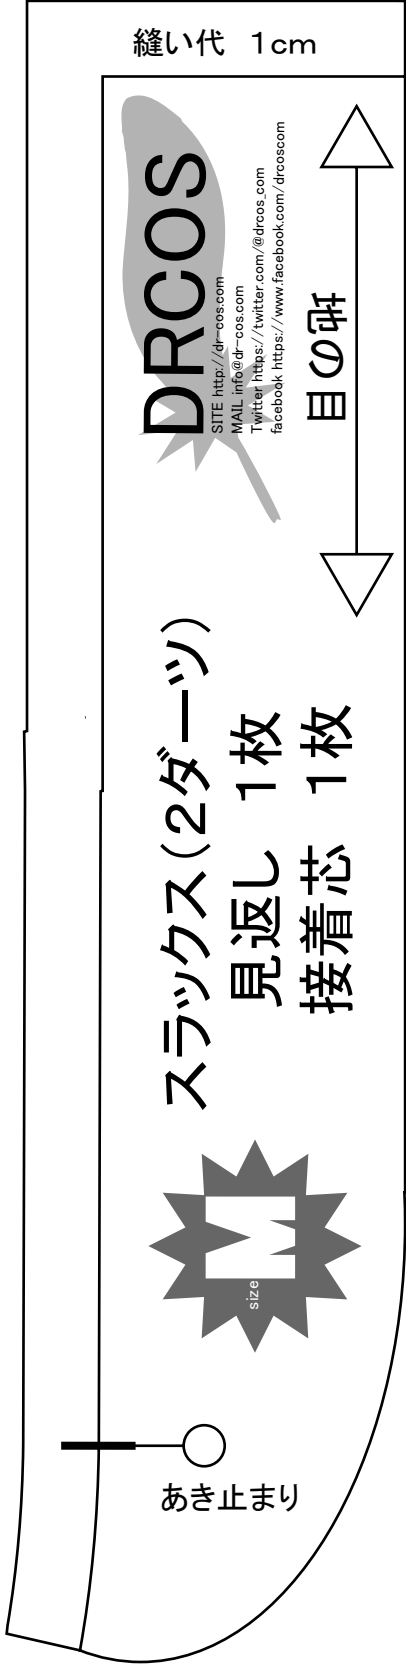 縫い代　1cm
DRCOS
SITE http://dr-cos.com
MAIL info@dr-cos.com
Twitter https://twitter.com/@drcos_com
facebook https://www.facebook.com/drcoscom
地の目
スラックス（2ダーツ）
見返し　1枚
接着芯　1枚
M
size
あき止まり